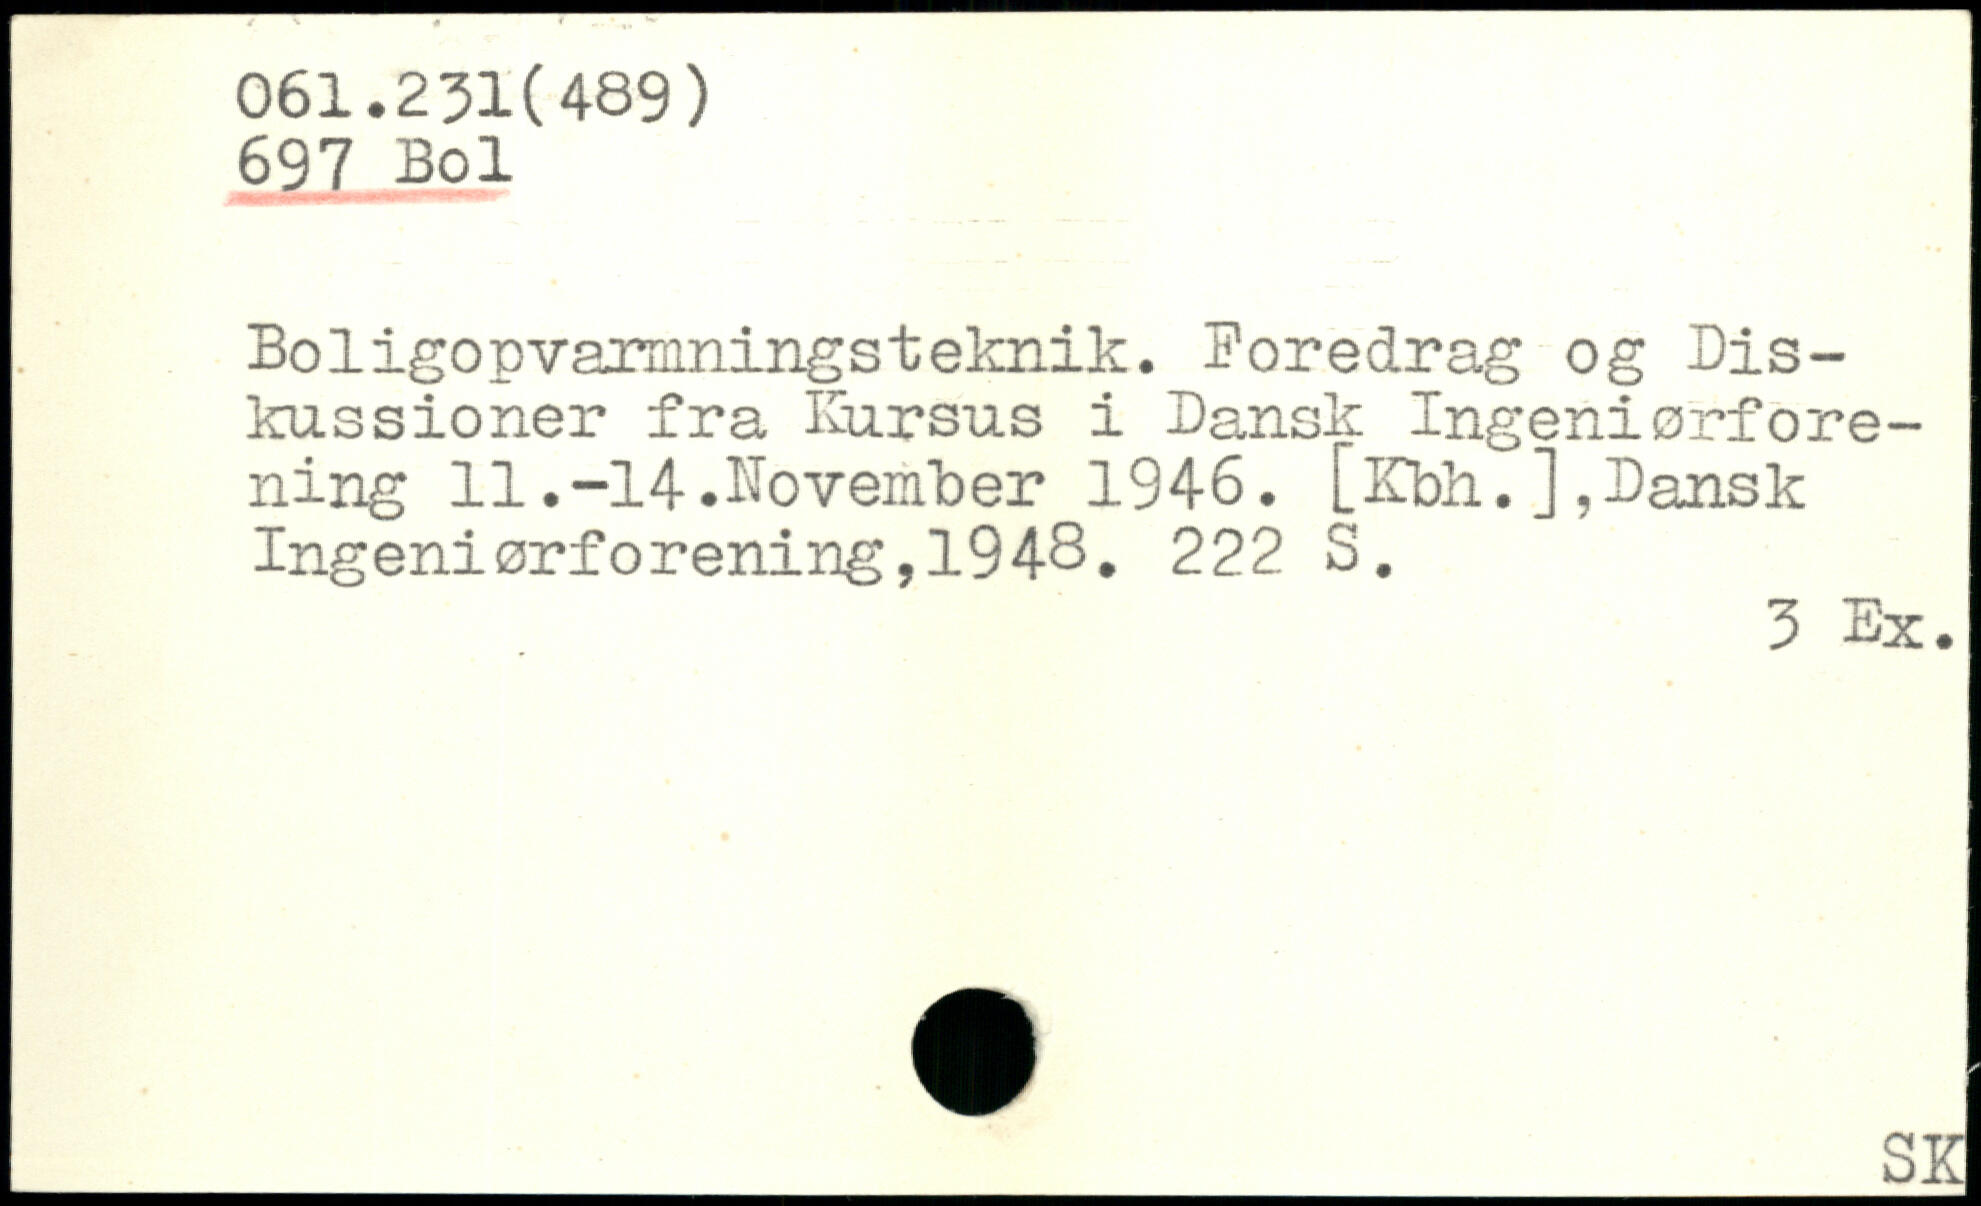 061.231(489)
697 Bol
Boligopvarmningsteknik. Foredrag og Dis-
kussioner fra Kursus i Dansk Ingeniørfore-
ning 11.-14.November 1946. [Kbh.],Dansk
Ingeniørforening,1948. 222 S.
3 Ex.
SK